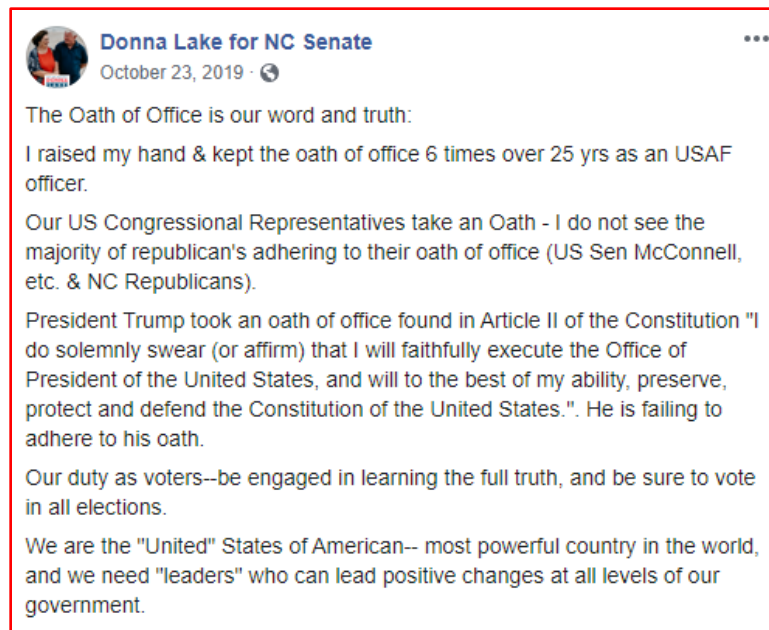 Donna Lake for NC Senate
October 23, 2019 ·
The Oath of Office is our word and truth:
I raised my hand & kept the oath of office 6 times over 25 yrs as an USAF
officer.
Our US Congressional Representatives take an Oath - I do not see the
majority of republican's adhering to their oath of office (US Sen McConnell,
etc. & NC Republicans).
President Trump took an oath of office found in Article II of the Constitution "I
do solemnly swear (or affirm) that I will faithfully execute the Office of
President of the United States, and will to the best of my ability, preserve,
protect and defend the Constitution of the United States.". He is failing to
adhere to his oath.
Our duty as voters--be engaged in learning the full truth, and be sure to vote
in all elections.
We are the "United" States of American-- most powerful country in the world,
and we need "leaders" who can lead positive changes at all levels of our
government.